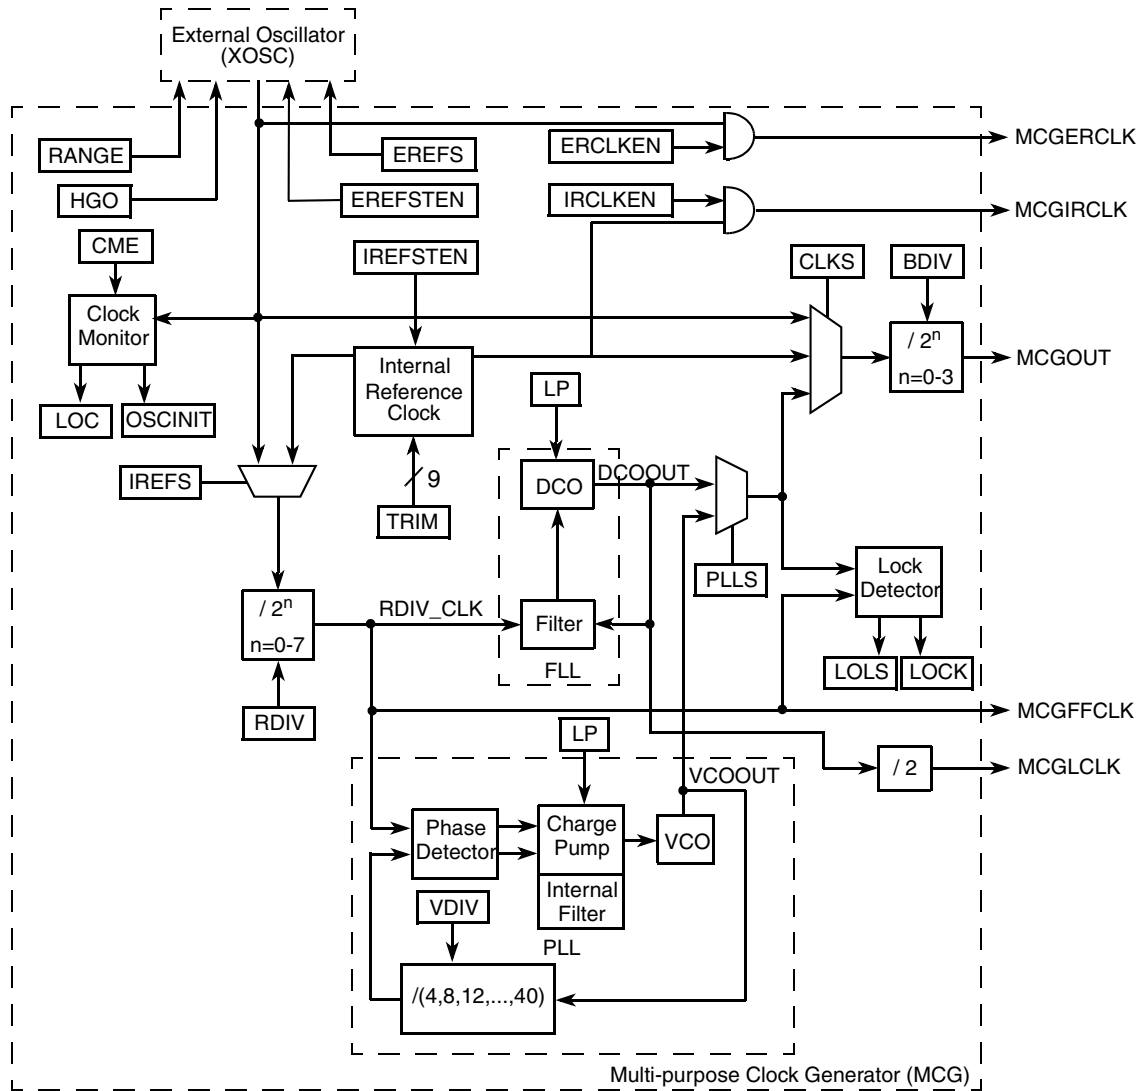 External Oscillator
(XOSC)
RANGE
HGO
EREFS
EREFSTEN
ERCLKEN
IRCLKEN
MCGERCLK
MCGIRCLK
CME
IREFSTEN
CLKS
BDIV
Clock
Monitor
LOC
OSCINIT
Internal
Reference
Clock
/ 2ⁿ
n=0-3
MCGOUT
LP
IREFS
9
TRIM
DCO
DCOOUT
PLLS
Lock
Detector
LOLS
LOCK
/ 2ⁿ
n=0-7
RDIV_CLK
Filter
FLL
RDIV
MCGFFCLK
LP
/ 2
MCGLCLK
VCOOUT
Phase
Detector
Charge
Pump
VCO
Internal
Filter
VDIV
PLL
/(4,8,12,...,40)
Multi-purpose Clock Generator (MCG)